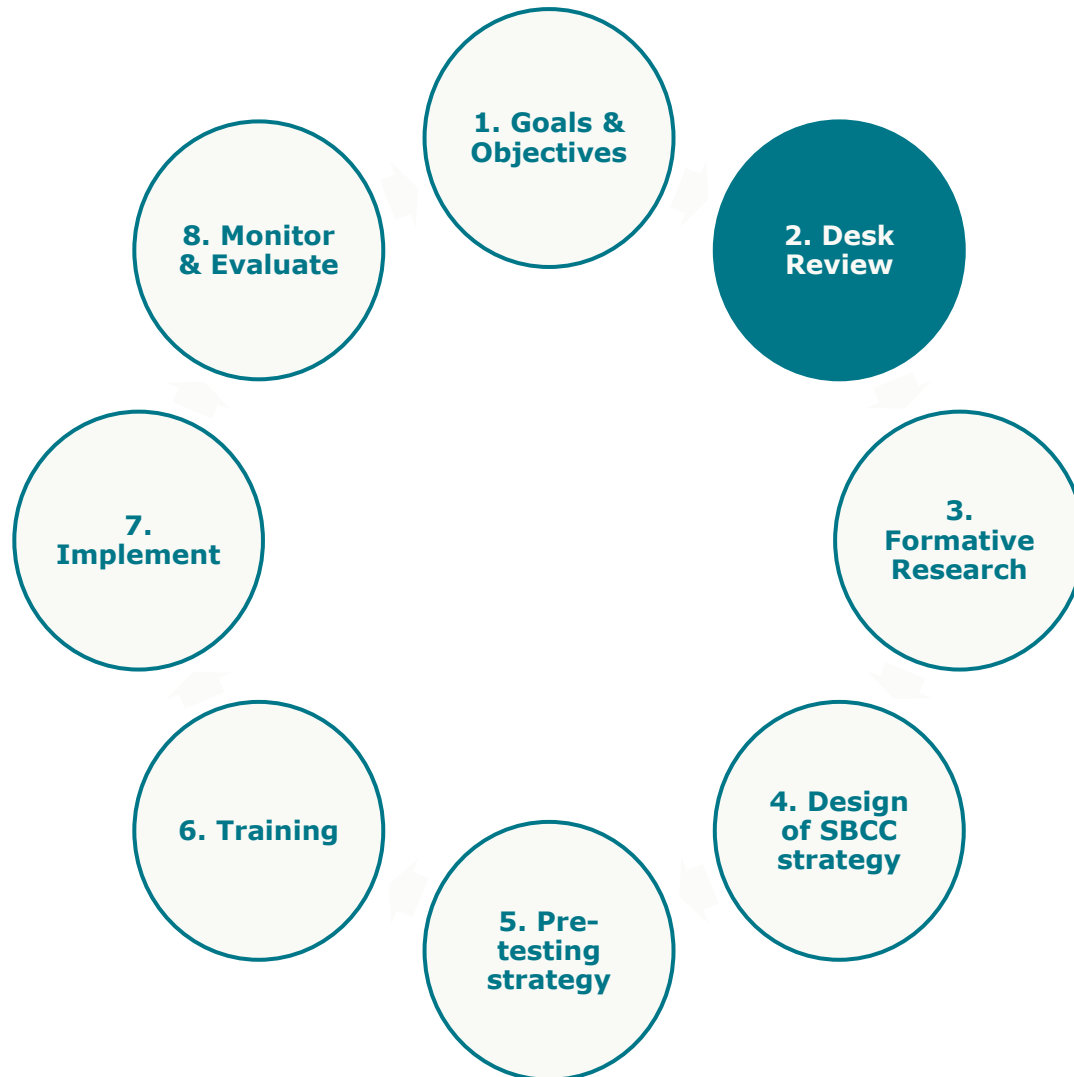 1. Goals &
Objectives
2. Desk
Review
3.
Formative
Research
4. Design
of SBCC
strategy
5. Pre-
testing
strategy
6. Training
7.
Implement
8. Monitor
& Evaluate